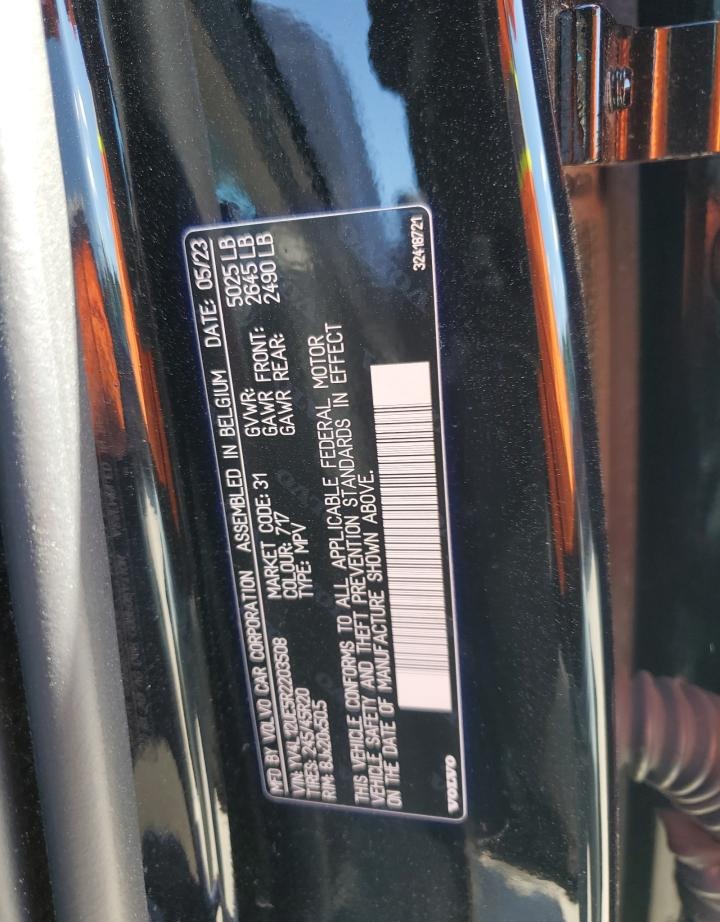 MFD BY VOLVO CAR CORPORATION ASSEMBLED IN BELGIUM DATE: 05/23
VIN: YV4L12UE5R2203508 MARKET CODE: 31 GVWR: 5025 LB
TIRES: 245/45R20 COLOUR: 717 GAWR FRONT: 2645 LB
RIM: 8Jx20x50.5 TYPE: MPV GAWR REAR: 2490 LB
THIS VEHICLE CONFORMS TO ALL APPLICABLE FEDERAL MOTOR
VEHICLE SAFETY AND THEFT PREVENTION STANDARDS IN EFFECT
ON THE DATE OF MANUFACTURE SHOWN ABOVE.
VOLVO 32418721